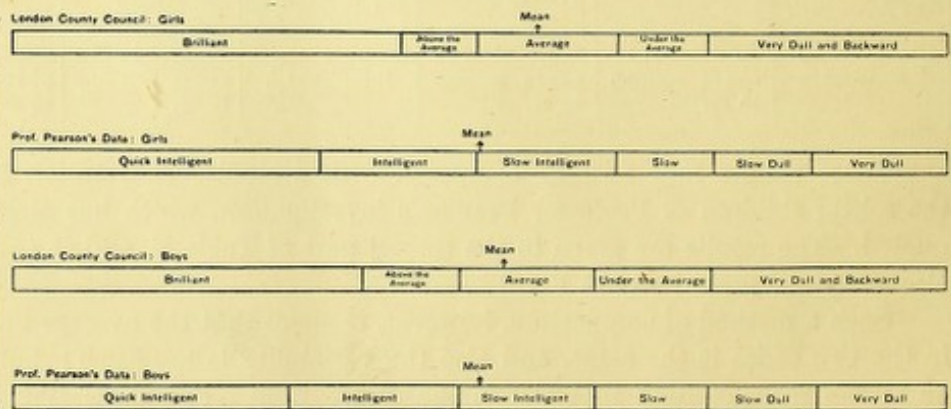 London County Council: Girls
Mean
Brilliant Above the Average Average Under the Average Very Dull and Backward
Prof. Pearson's Data: Girls
Mean
Quick Intelligent Intelligent Slow Intelligent Slow Slow Dull Very Dull
London County Council: Boys
Mean
Brilliant Above the Average Average Under the Average Very Dull and Backward
Prof. Pearson's Data: Boys
Mean
Quick Intelligent Intelligent Slow Intelligent Slow Slow Dull Very Dull